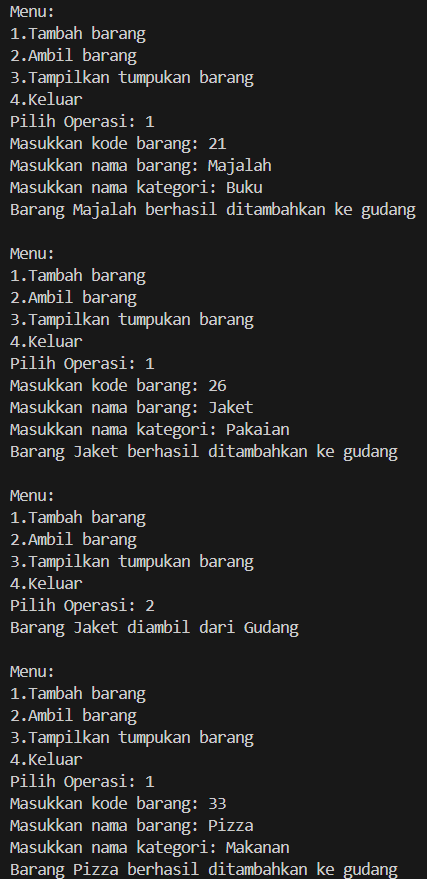 Menu:
1.Tambah barang
2.Ambil barang
3.Tampilkan tumpukan barang
4.Keluar
Pilih Operasi: 1
Masukkan kode barang: 21
Masukkan nama barang: Majalah
Masukkan nama kategori: Buku
Barang Majalah berhasil ditambahkan ke gudang

Menu:
1.Tambah barang
2.Ambil barang
3.Tampilkan tumpukan barang
4.Keluar
Pilih Operasi: 1
Masukkan kode barang: 26
Masukkan nama barang: Jaket
Masukkan nama kategori: Pakaian
Barang Jaket berhasil ditambahkan ke gudang

Menu:
1.Tambah barang
2.Ambil barang
3.Tampilkan tumpukan barang
4.Keluar
Pilih Operasi: 2
Barang Jaket diambil dari Gudang

Menu:
1.Tambah barang
2.Ambil barang
3.Tampilkan tumpukan barang
4.Keluar
Pilih Operasi: 1
Masukkan kode barang: 33
Masukkan nama barang: Pizza
Masukkan nama kategori: Makanan
Barang Pizza berhasil ditambahkan ke gudang